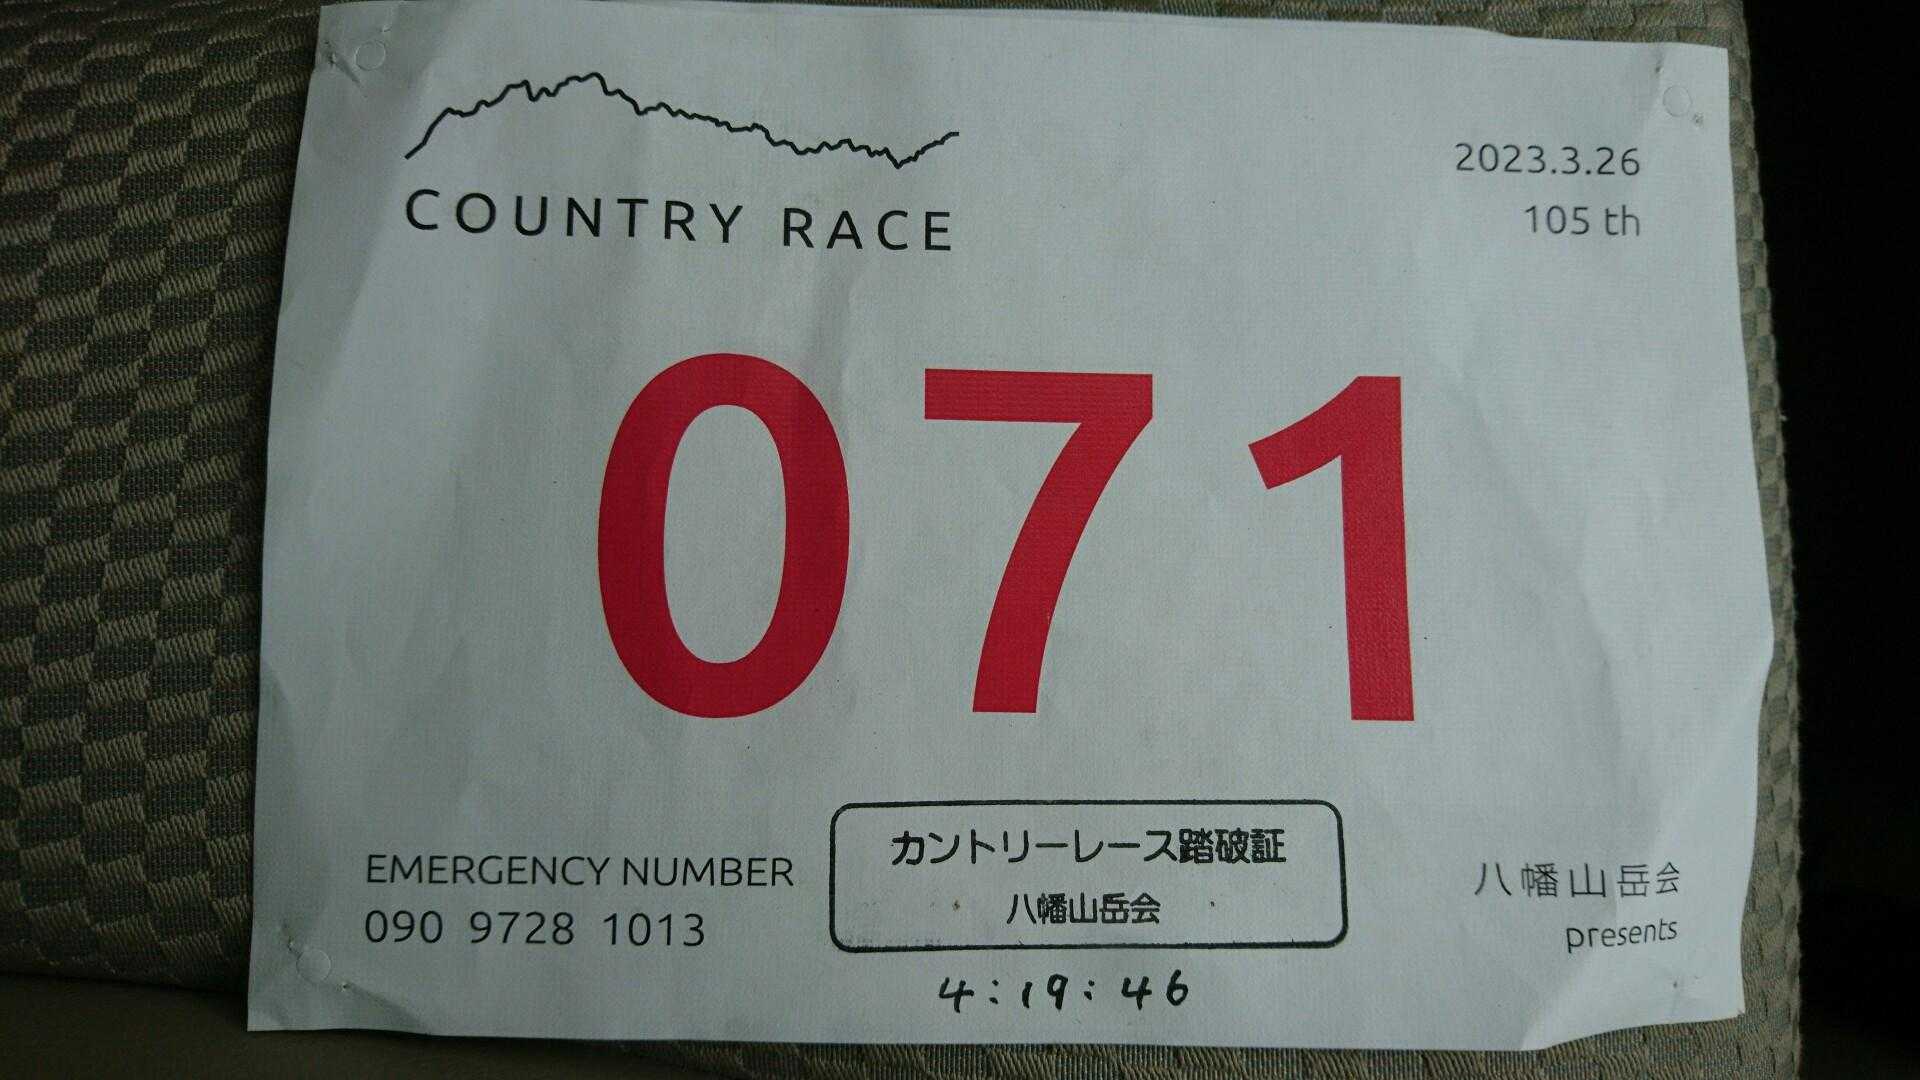 COUNTRY RACE
2023.3.26
105 th
071
EMERGENCY NUMBER
090 9728 1013
カントリーレース踏破証
八幡山岳会
4:19:46
八幡山岳会
presents